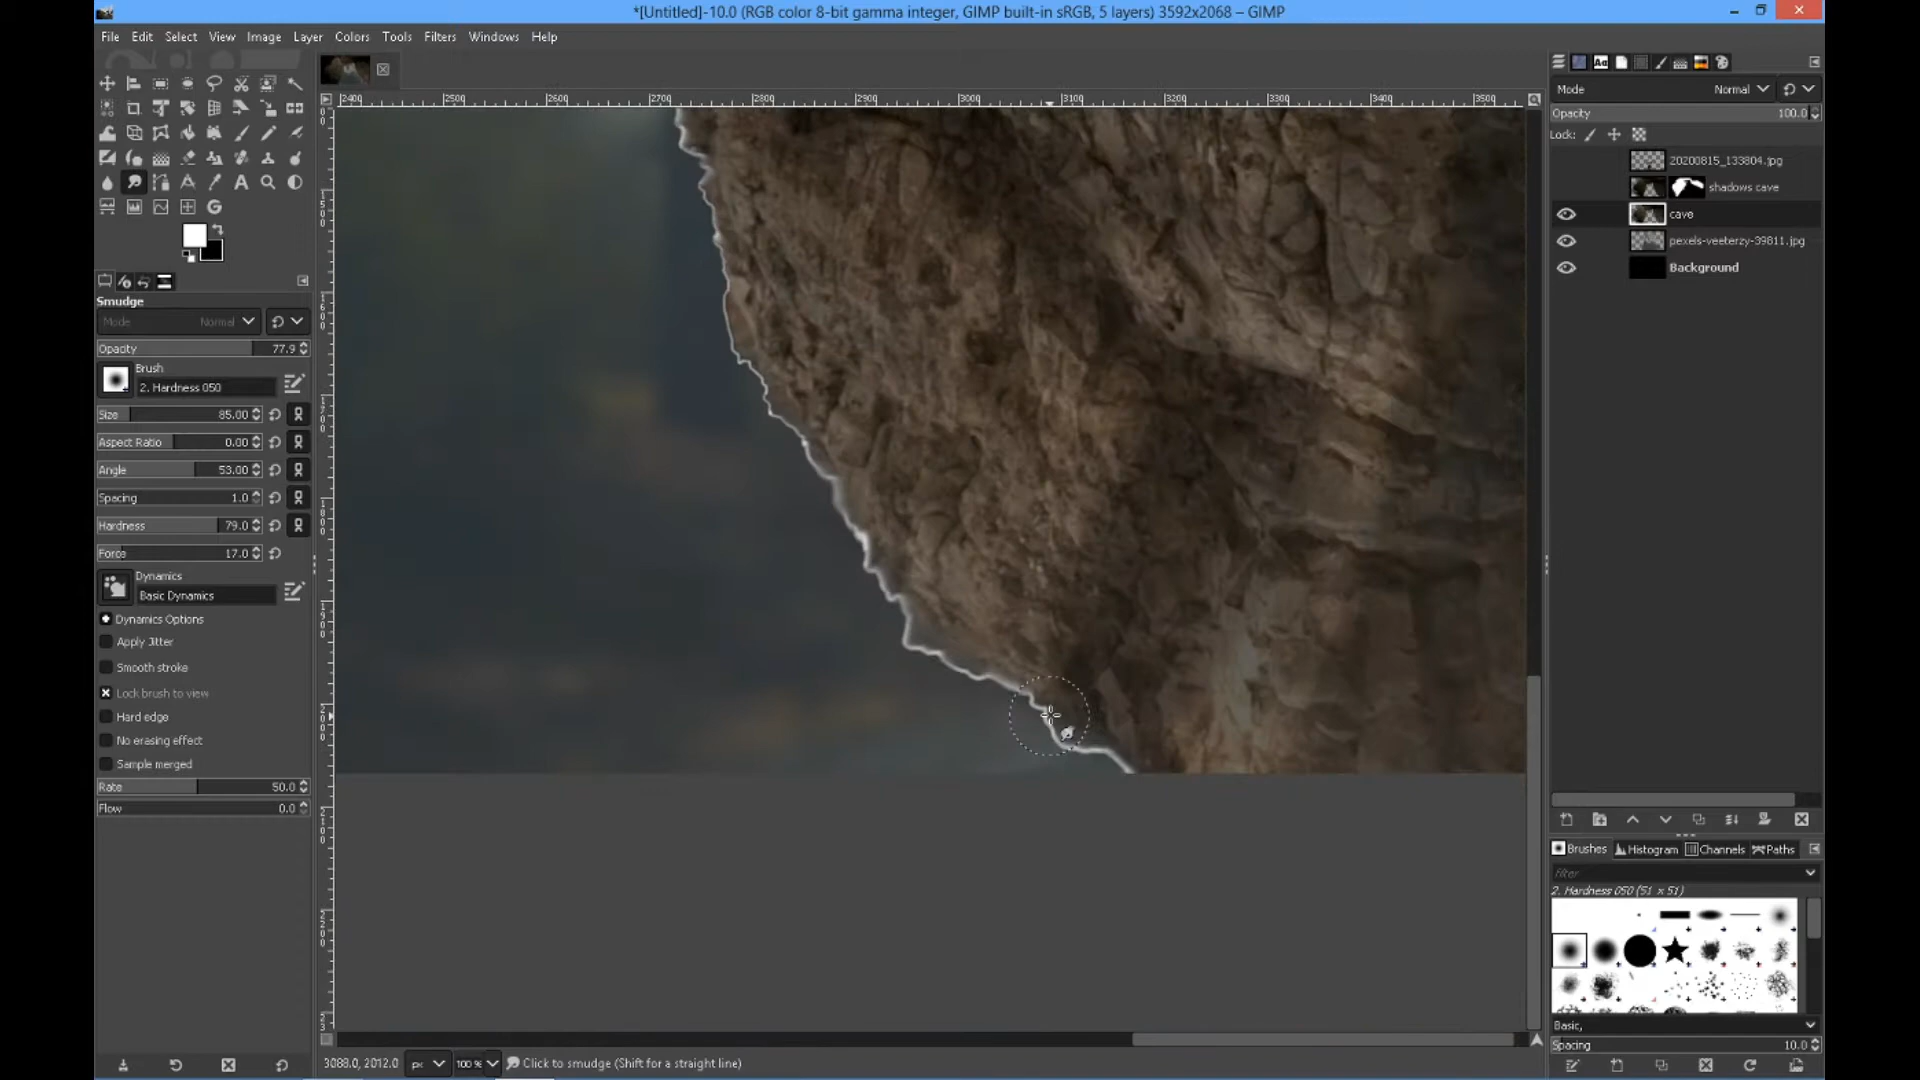 *[Untitled]-10.0 (RGB color 8-bit gamma integer, GIMP built-in sRGB, 5 layers) 3592x2068 – GIMP
File Edit Select View Image Layer Colors Tools Filters Windows Help
2400 2500 2600 2700 2800 2900 3000 3100 3200 3300 3400 3500
Smudge
Mode Normal
Opacity 77.9
Brush
2. Hardness 050
Size 85.00
Aspect Ratio 0.00
Angle 53.00
Spacing 1.0
Hardness 79.0
Force 17.0
Dynamics
Basic Dynamics
Dynamics Options
Apply Jitter
Smooth stroke
Lock brush to view
Hard edge
No erasing effect
Sample merged
Rate 50.0
Flow 0.0
3088.0, 2012.0 px 100 % Click to smudge (Shift for a straight line)
Mode Normal
Opacity 100.0
Lock:
20200815_133804.jpg
shadows cave
cave
pexels-veeterzy-39811.jpg
Background
Brushes Histogram Channels Paths
filter
2. Hardness 050 (51 × 51)
Basic,
Spacing 10.0